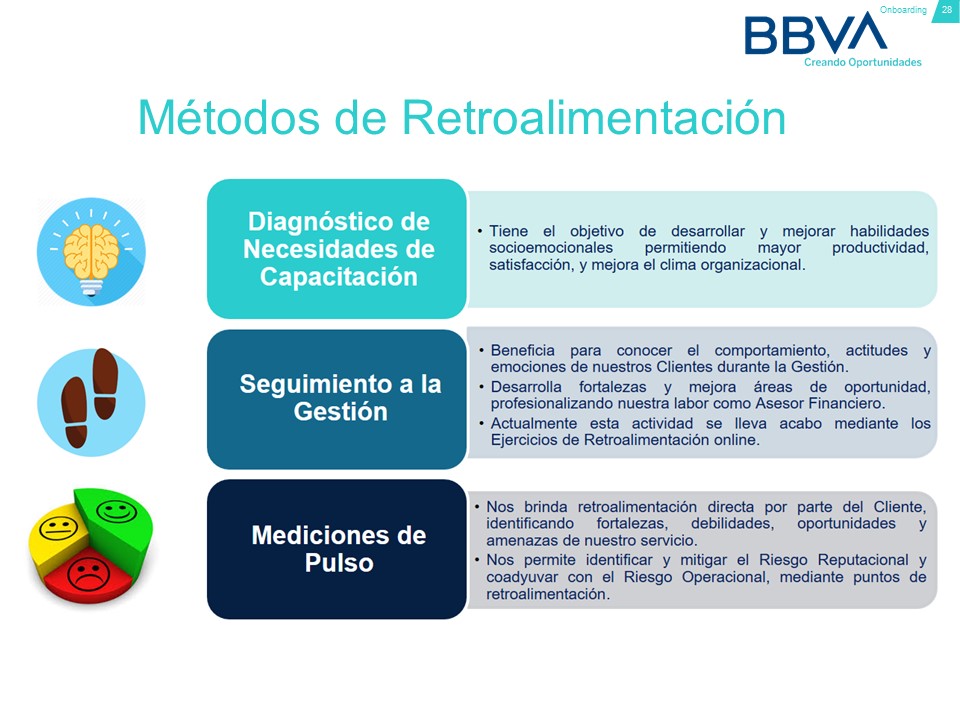 Onboarding 28
BBVA
Creando Oportunidades
Métodos de Retroalimentación
Diagnóstico de
Necesidades de
Capacitación
• Tiene el objetivo de desarrollar y mejorar habilidades
socioemocionales permitiendo mayor productividad,
satisfacción, y mejora el clima organizacional.
Seguimiento a la
Gestión
• Beneficia para conocer el comportamiento, actitudes y
emociones de nuestros Clientes durante la Gestión.
• Desarrolla fortalezas y mejora áreas de oportunidad,
profesionalizando nuestra labor como Asesor Financiero.
• Actualmente esta actividad se lleva acabo mediante los
Ejercicios de Retroalimentación online.
Mediciones de
Pulso
• Nos brinda retroalimentación directa por parte del Cliente,
identificando fortalezas, debilidades, oportunidades y
amenazas de nuestro servicio.
• Nos permite identificar y mitigar el Riesgo Reputacional y
coadyuvar con el Riesgo Operacional, mediante puntos de
retroalimentación.